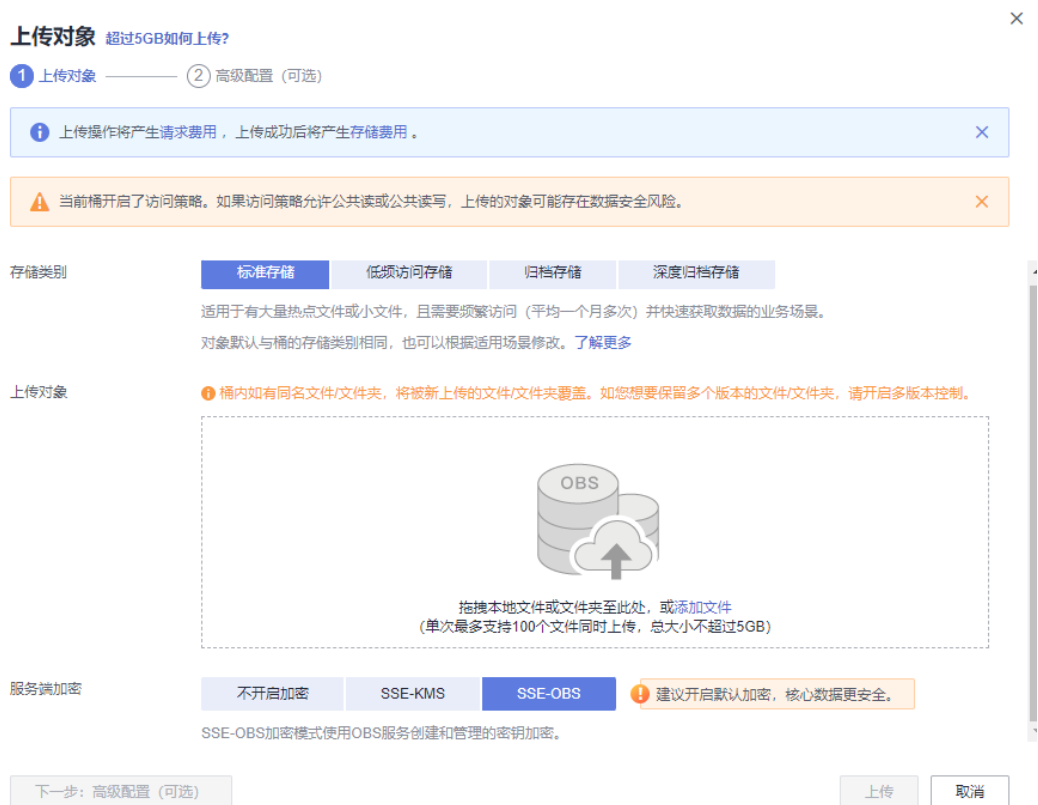 上传对象 超过5GB如何上传?
1 上传对象 2 高级配置（可选）
上传操作将产生请求费用，上传成功后将产生存储费用。
当前桶开启了访问策略。如果访问策略允许公共读或公共读写，上传的对象可能存在数据安全风险。
存储类别 标准存储 低频访问存储 归档存储 深度归档存储
适用于有大量热点文件或小文件，且需要频繁访问（平均一个月多次）并快速获取数据的业务场景。
对象默认与桶的存储类别相同，也可以根据适用场景修改。了解更多
上传对象 桶内如有同名文件/文件夹，将被新上传的文件/文件夹覆盖。如您想要保留多个版本的文件/文件夹，请开启多版本控制。
OBS
拖拽本地文件或文件夹至此处，或添加文件
(单次最多支持100个文件同时上传，总大小不超过5GB)
服务端加密 不开启加密 SSE-KMS SSE-OBS 建议开启默认加密，核心数据更安全。
SSE-OBS加密模式使用OBS服务创建和管理的密钥加密。
下一步：高级配置（可选） 上传 取消